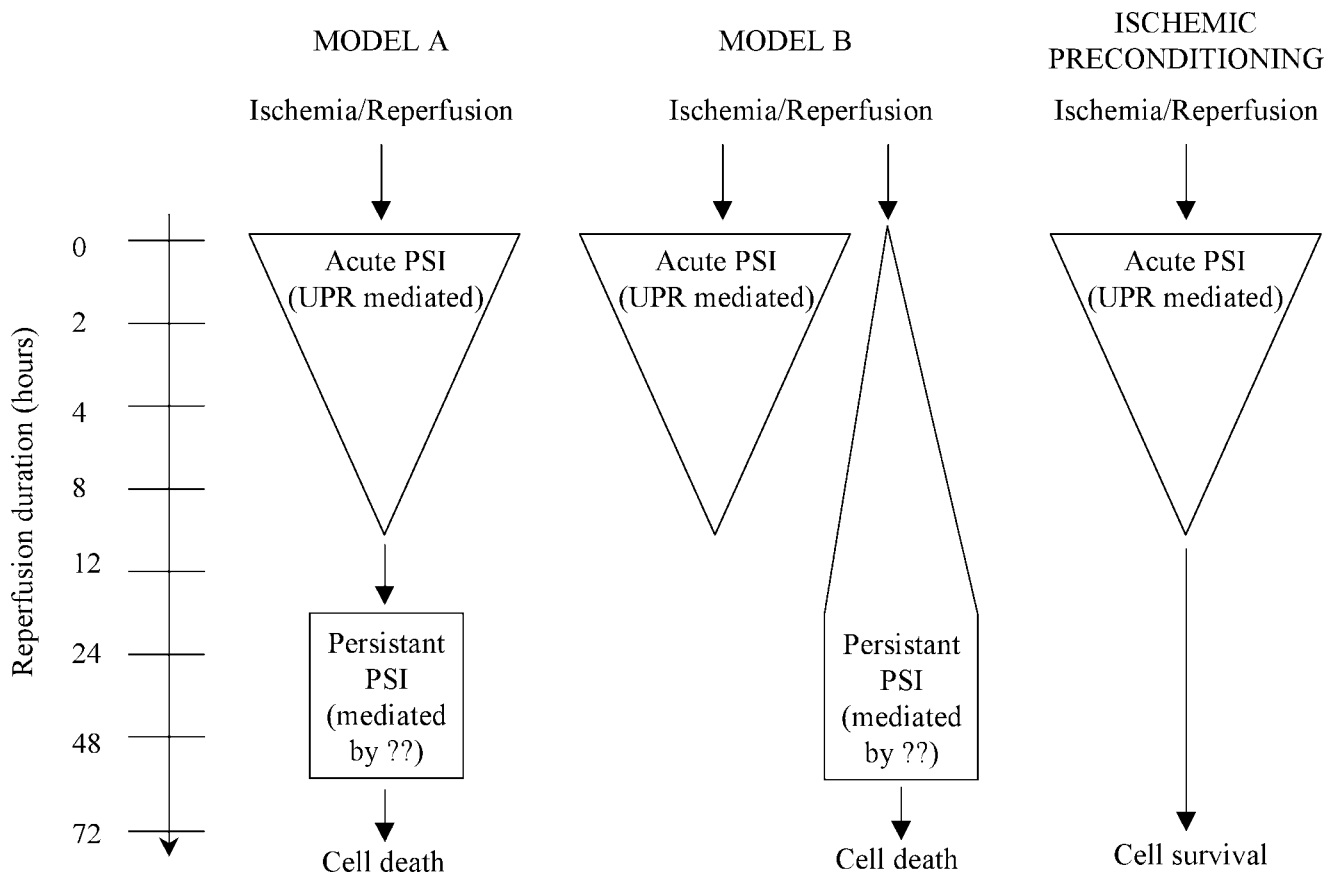 MODEL A
Ischemia/Reperfusion
Acute PSI
(UPR mediated)
Persistant
PSI
(mediated
by ??)
Cell death
MODEL B
Ischemia/Reperfusion
Acute PSI
(UPR mediated)
Persistant
PSI
(mediated
by ??)
Cell death
ISCHEMIC
PRECONDITIONING
Ischemia/Reperfusion
Acute PSI
(UPR mediated)
Cell survival
Reperfusion duration (hours)
0
2
4
8
12
24
48
72